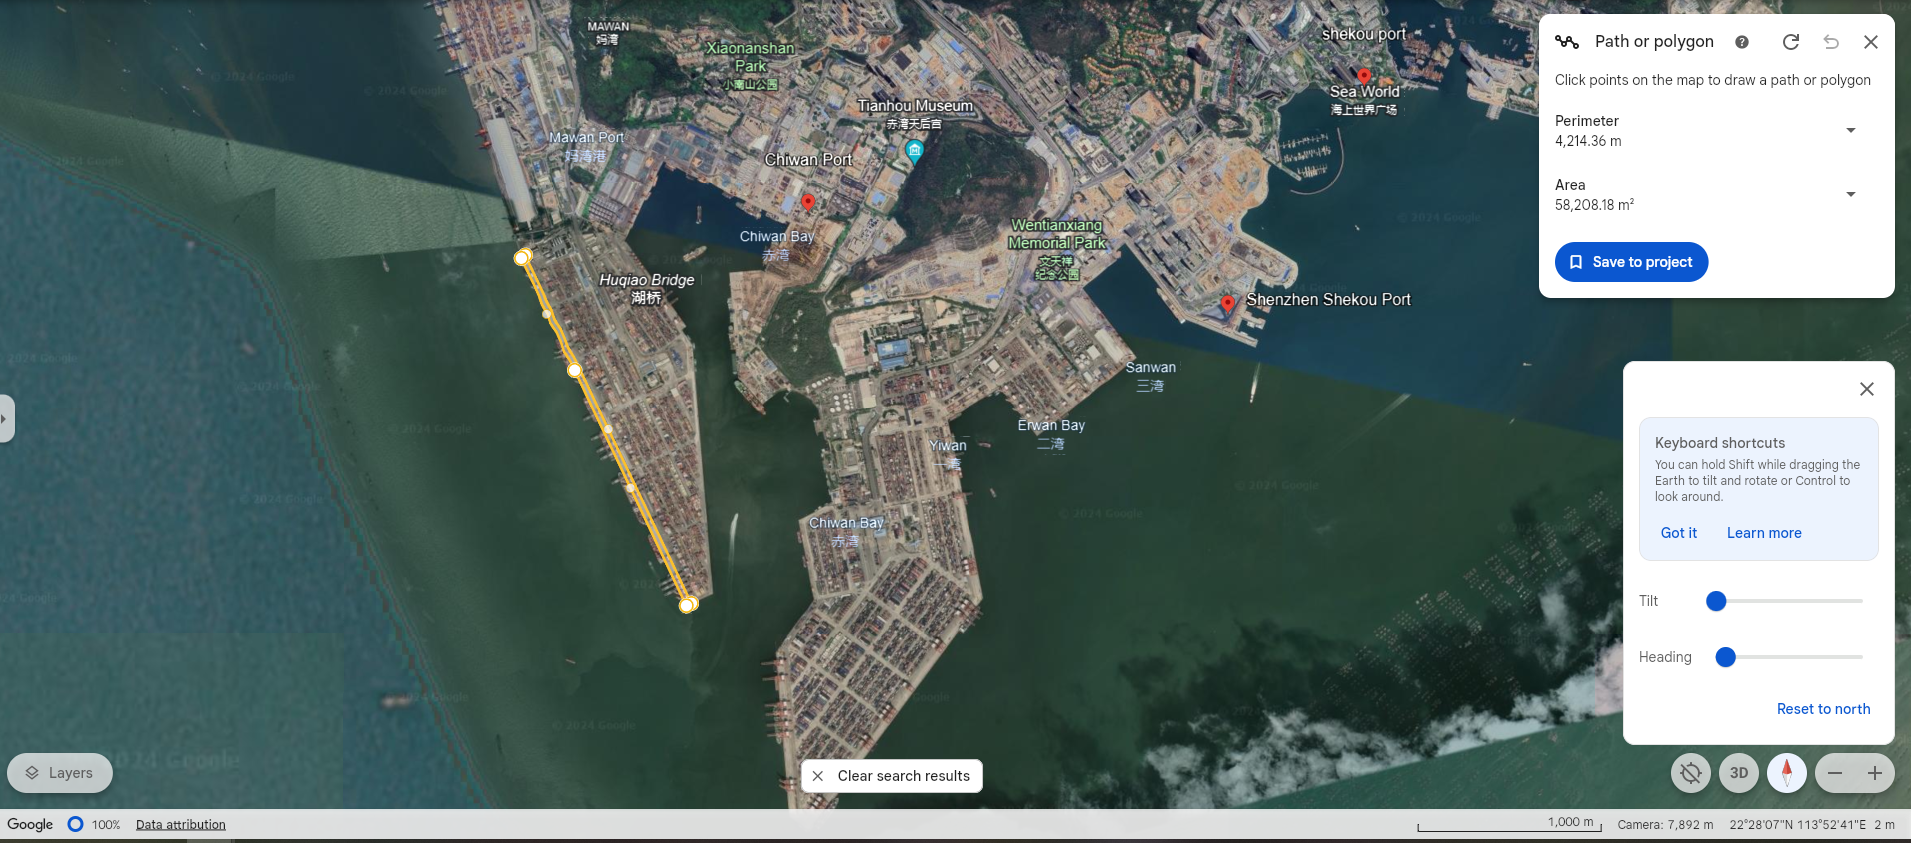 MAWAN
妈湾
Xiaonanshan
Park
小南山公园
shekou port
Sea World
海上世界广场
Tianhou Museum
赤湾天后宫
Mawan Port
妈湾港
Chiwan Port
Chiwan Bay
赤湾
Wentianxiang
Memorial Park
文天祥
纪念公园
Huqiao Bridge
湖桥
Shenzhen Shekou Port
Sanwan
三湾
Erwan Bay
二湾
Yiwan
一湾
Chiwan Bay
赤湾
Path or polygon
Click points on the map to draw a path or polygon
Perimeter
4,214.36 m
Area
58,208.18 m²
Save to project
Keyboard shortcuts
You can hold Shift while dragging the
Earth to tilt and rotate or Control to
look around.
Got it Learn more
Tilt
Heading
Reset to north
3D
Layers
Clear search results
Google 100% Data attribution
1,000 m Camera: 7,892 m 22°28'07"N 113°52'41"E 2 m
© 2024 Google